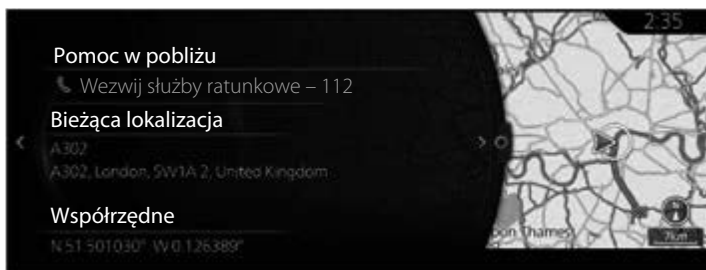 2:35
Pomoc w pobliżu
Wezwij służby ratunkowe – 112
Bieżąca lokalizacja
A302
A302, London, SW1A 2, United Kingdom
Współrzędne
N 51.501030° W 0.126389°
Thames